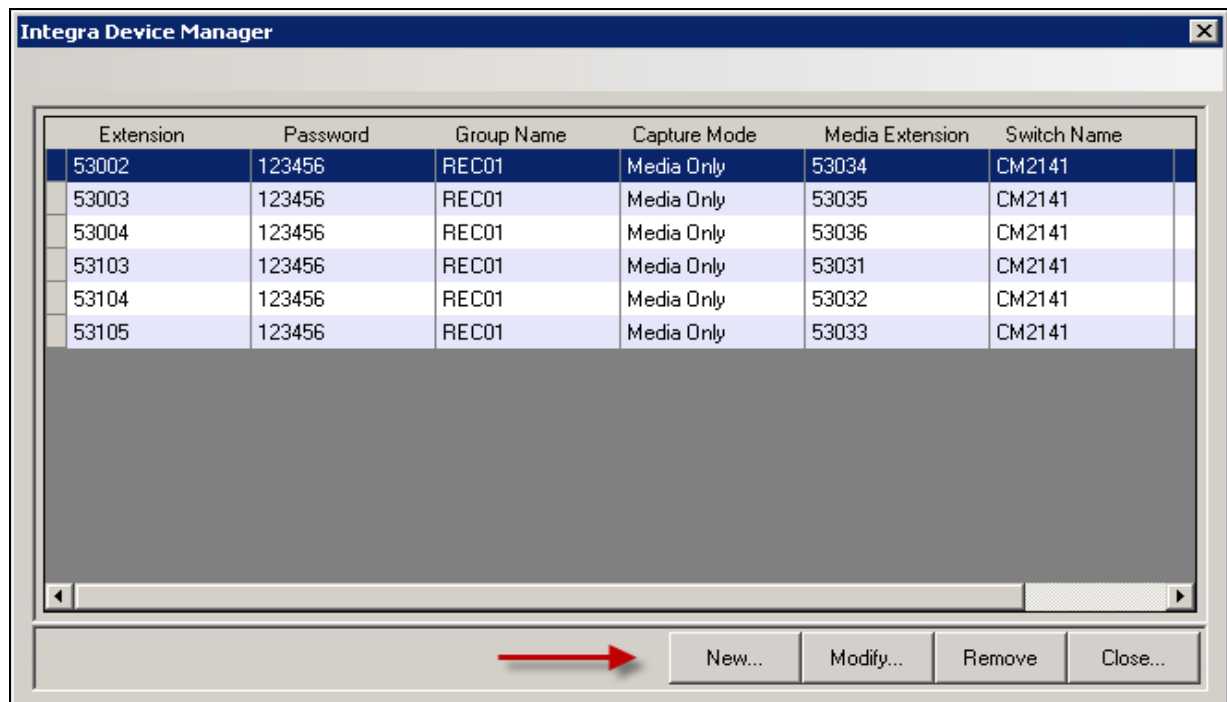 Integra Device Manager
Extension Password Group Name Capture Mode Media Extension Switch Name
53002 123456 REC01 Media Only 53034 CM2141
53003 123456 REC01 Media Only 53035 CM2141
53004 123456 REC01 Media Only 53036 CM2141
53103 123456 REC01 Media Only 53031 CM2141
53104 123456 REC01 Media Only 53032 CM2141
53105 123456 REC01 Media Only 53033 CM2141
New... Modify... Remove Close...